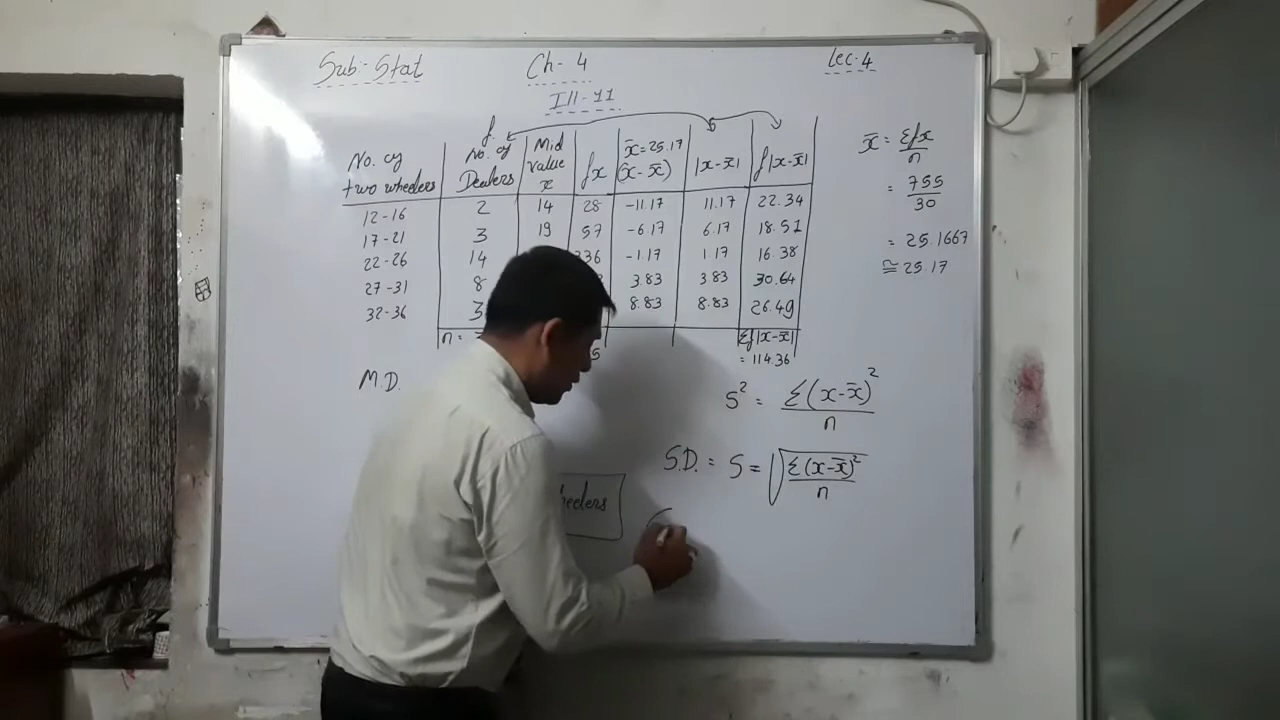 Sub:- Stat Ch- 4 Lec. 4
Ill-11
No. of two wheelers
f. No. of Dealers
Mid value x
fx
x̄=25.17 (x-x̄)
|x-x̄|
f|x-x̄|
12-16 2 14 28 -11.17 11.17 22.34
17-21 3 19 57 -6.17 6.17 18.51
22-26 14 336 -1.17 1.17 16.38
27-31 8 3.83 3.83 30.64
32-36 3 8.83 8.83 26.49
n = Σf|x-x̄|
= 114.36
x̄ = Σfx/n
= 755/30
= 25.1667
≅ 25.17
M.D.
wheelers
S² = Σ(x-x̄)²/n
S.D. = S = √(Σ(x-x̄)²/n)